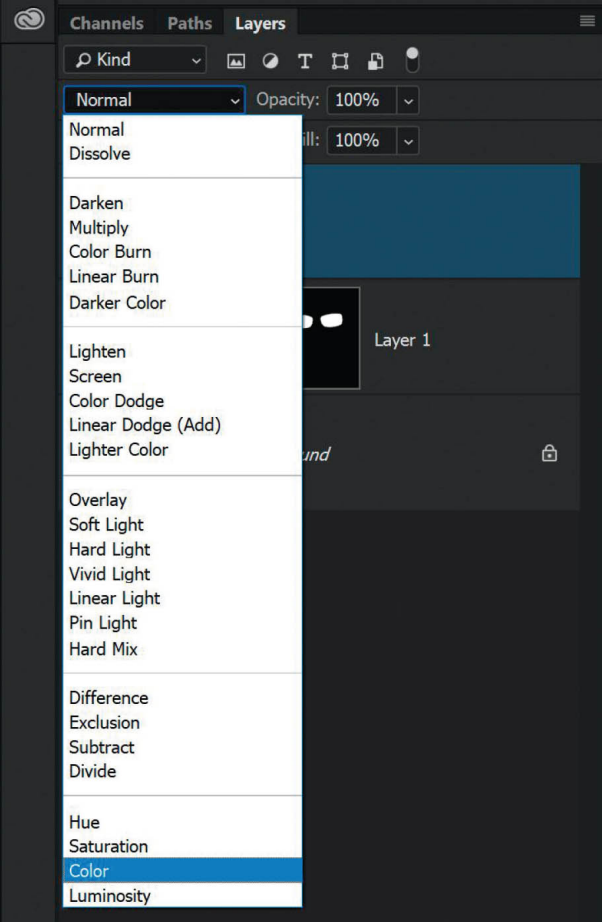 Channels Paths Layers
Kind T
Normal Opacity: 100%
ill: 100%
Normal
Dissolve
Darken
Multiply
Color Burn
Linear Burn
Darker Color
Lighten
Screen
Color Dodge
Linear Dodge (Add)
Lighter Color
Overlay
Soft Light
Hard Light
Vivid Light
Linear Light
Pin Light
Hard Mix
Difference
Exclusion
Subtract
Divide
Hue
Saturation
Color
Luminosity
Layer 1
und